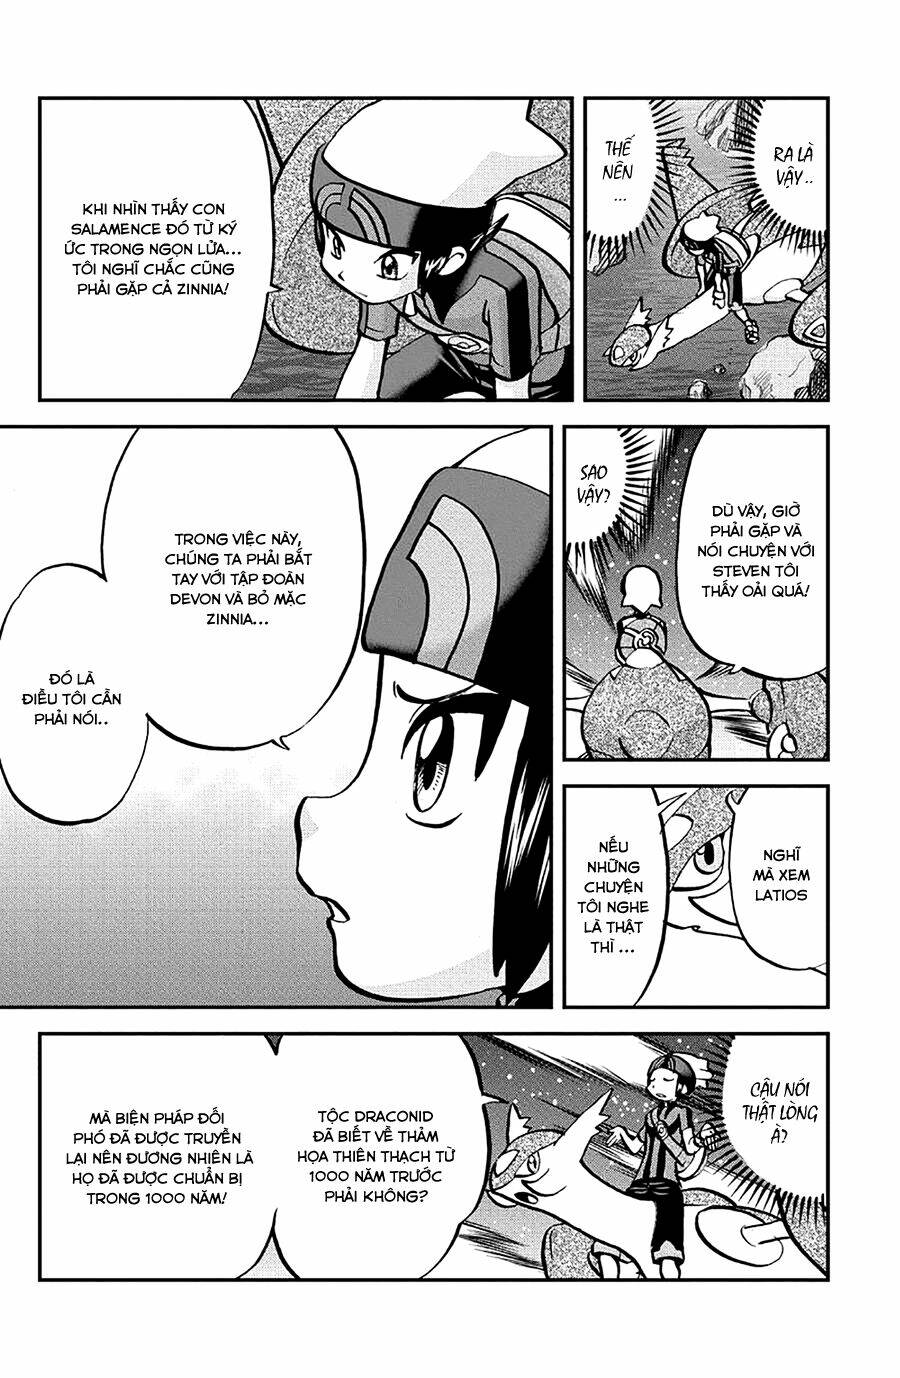 RA LÀ
VẬY..
THẾ
NÊN
...
KHI NHÌN THẤY CON
SALAMENCE ĐÓ TỪ KÝ
ỨC TRONG NGỌN LỬA...
TÔI NGHĨ CHẮC CŨNG
PHẢI GẶP CẢ ZINNIA!
DÙ VẬY, GIỜ
PHẢI GẶP VÀ
NÓI CHUYỆN VỚI
STEVEN TÔI
THẤY OẢI QUÁ!
SAO
VẬY?
NGHĨ
MÀ XEM
LATIOS
NẾU
NHỮNG
CHUYỆN
TÔI NGHE
LÀ THẬT
THÌ ...
TRONG VIỆC NÀY,
CHÚNG TA PHẢI BẮT
TAY VỚI TẬP ĐOÀN
DEVON VÀ BỎ MẶC
ZINNIA...
ĐÓ LÀ
ĐIỀU TÔI CẦN
PHẢI NÓI..
CẬU NÓI
THẬT LÒNG
À?
TỘC DRACONID
ĐÃ BIẾT VỀ THẢM
HỌA THIÊN THẠCH TỪ
1000 NĂM TRƯỚC
PHẢI KHÔNG?
MÀ BIỆN PHÁP ĐỐI
PHÓ ĐÃ ĐƯỢC TRUYỀN
LẠI NÊN ĐƯƠNG NHIÊN LÀ
HỌ ĐÃ ĐƯỢC CHUẨN BỊ
TRONG 1000 NĂM!